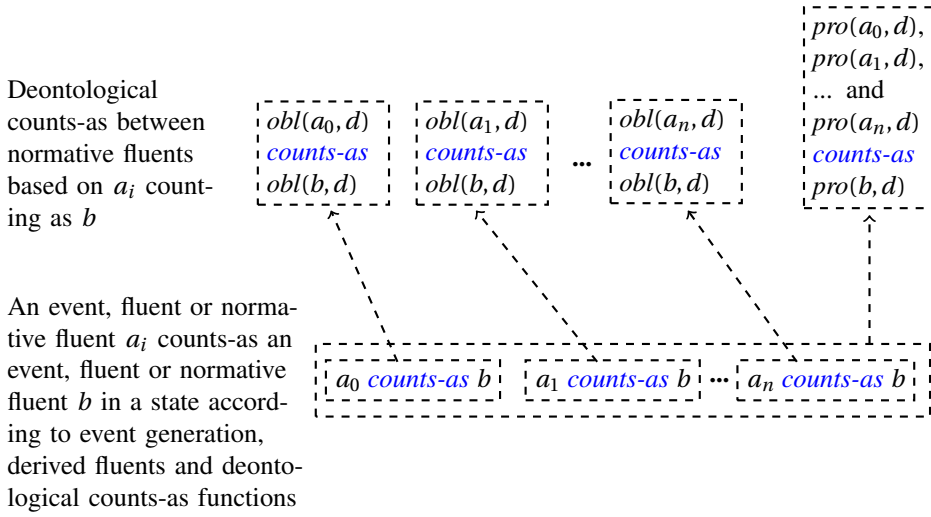 Deontological
counts-as between
normative fluents
based on a_i count-
ing as b
obl(a_0, d)
counts-as
obl(b, d)
obl(a_1, d)
counts-as
obl(b, d)
...
obl(a_n, d)
counts-as
obl(b, d)
pro(a_0, d),
pro(a_1, d),
... and
pro(a_n, d)
counts-as
pro(b, d)
An event, fluent or norma-
tive fluent a_i counts-as an
event, fluent or normative
fluent b in a state accord-
ing to event generation,
derived fluents and deonto-
logical counts-as functions
a_0 counts-as b
a_1 counts-as b
...
a_n counts-as b